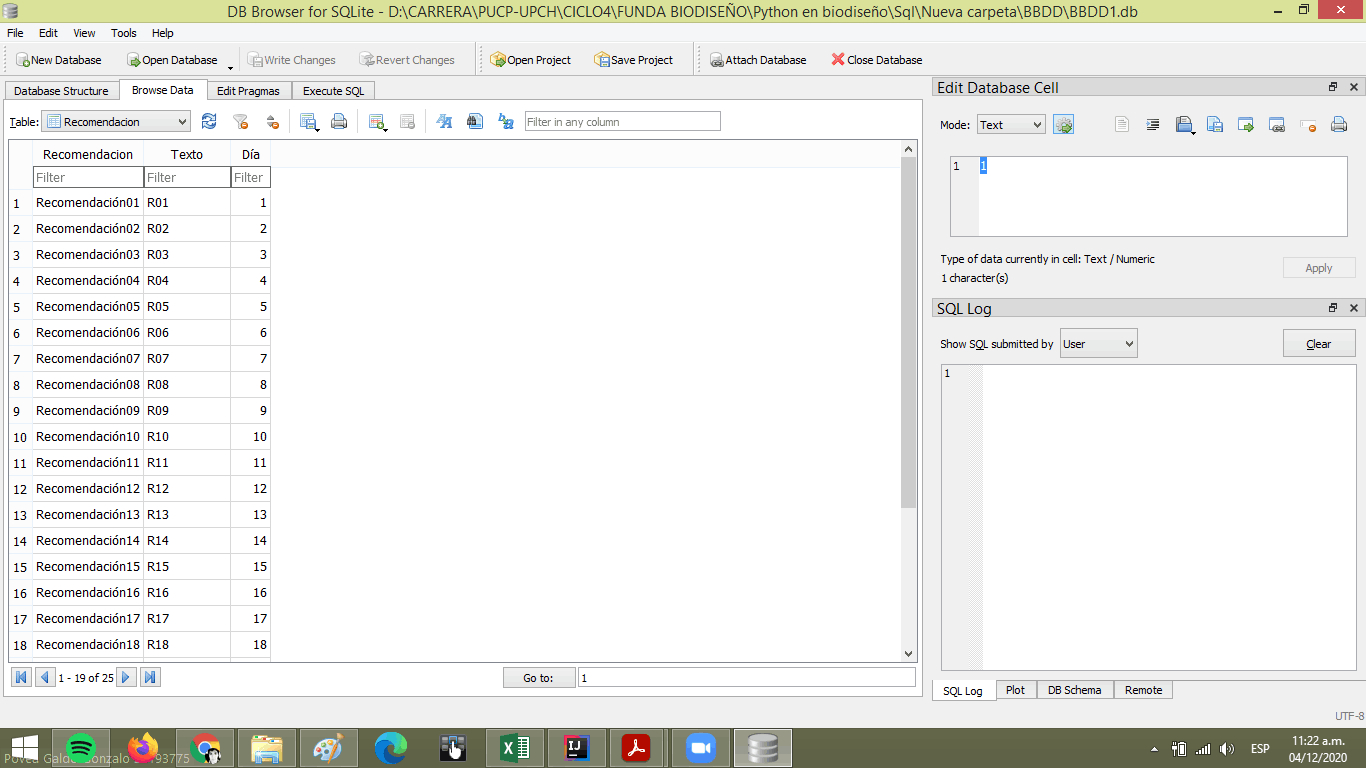 DB Browser for SQLite - D:\CARRERA\PUCP-UPCH\CICLO4\FUNDA BIODISEÑO\Python en biodiseño\Sql\Nueva carpeta\BBDD\BBDD1.db
File Edit View Tools Help
New Database Open Database Write Changes Revert Changes Open Project Save Project Attach Database Close Database
Database Structure Browse Data Edit Pragmas Execute SQL
Table: Recomendacion Filter in any column
Recomendacion Texto Día
Filter Filter Filter
1 Recomendación01 R01 1
2 Recomendación02 R02 2
3 Recomendación03 R03 3
4 Recomendación04 R04 4
5 Recomendación05 R05 5
6 Recomendación06 R06 6
7 Recomendación07 R07 7
8 Recomendación08 R08 8
9 Recomendación09 R09 9
10 Recomendación10 R10 10
11 Recomendación11 R11 11
12 Recomendación12 R12 12
13 Recomendación13 R13 13
14 Recomendación14 R14 14
15 Recomendación15 R15 15
16 Recomendación16 R16 16
17 Recomendación17 R17 17
18 Recomendación18 R18 18
1 - 19 of 25 Go to: 1
Edit Database Cell
Mode: Text
1 1
Type of data currently in cell: Text / Numeric
1 character(s)
Apply
SQL Log
Show SQL submitted by User Clear
1
SQL Log Plot DB Schema Remote
UTF-8
ESP
11:22 a.m.
04/12/2020